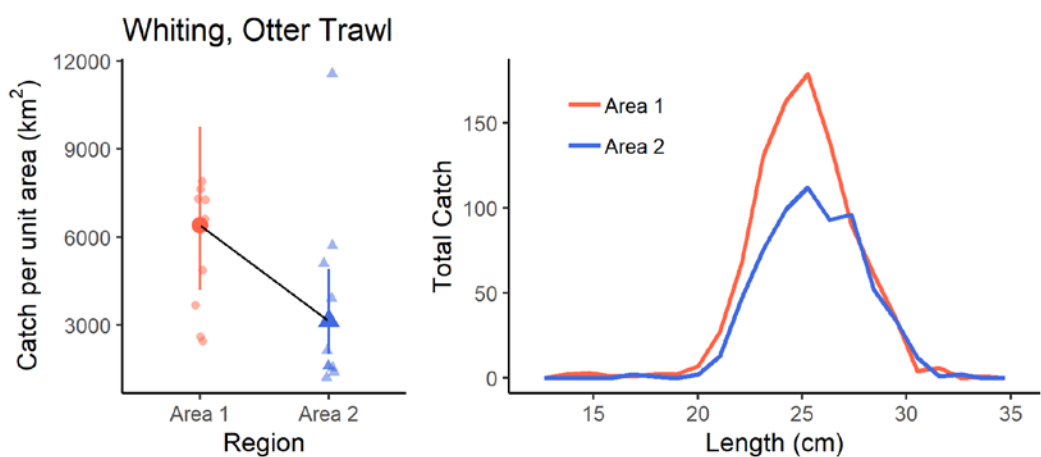 Whiting, Otter Trawl
Catch per unit area (km²)
12000
9000
6000
3000
Area 1
Area 2
Region
Total Catch
150
100
50
0
Area 1
Area 2
15
20
25
30
35
Length (cm)